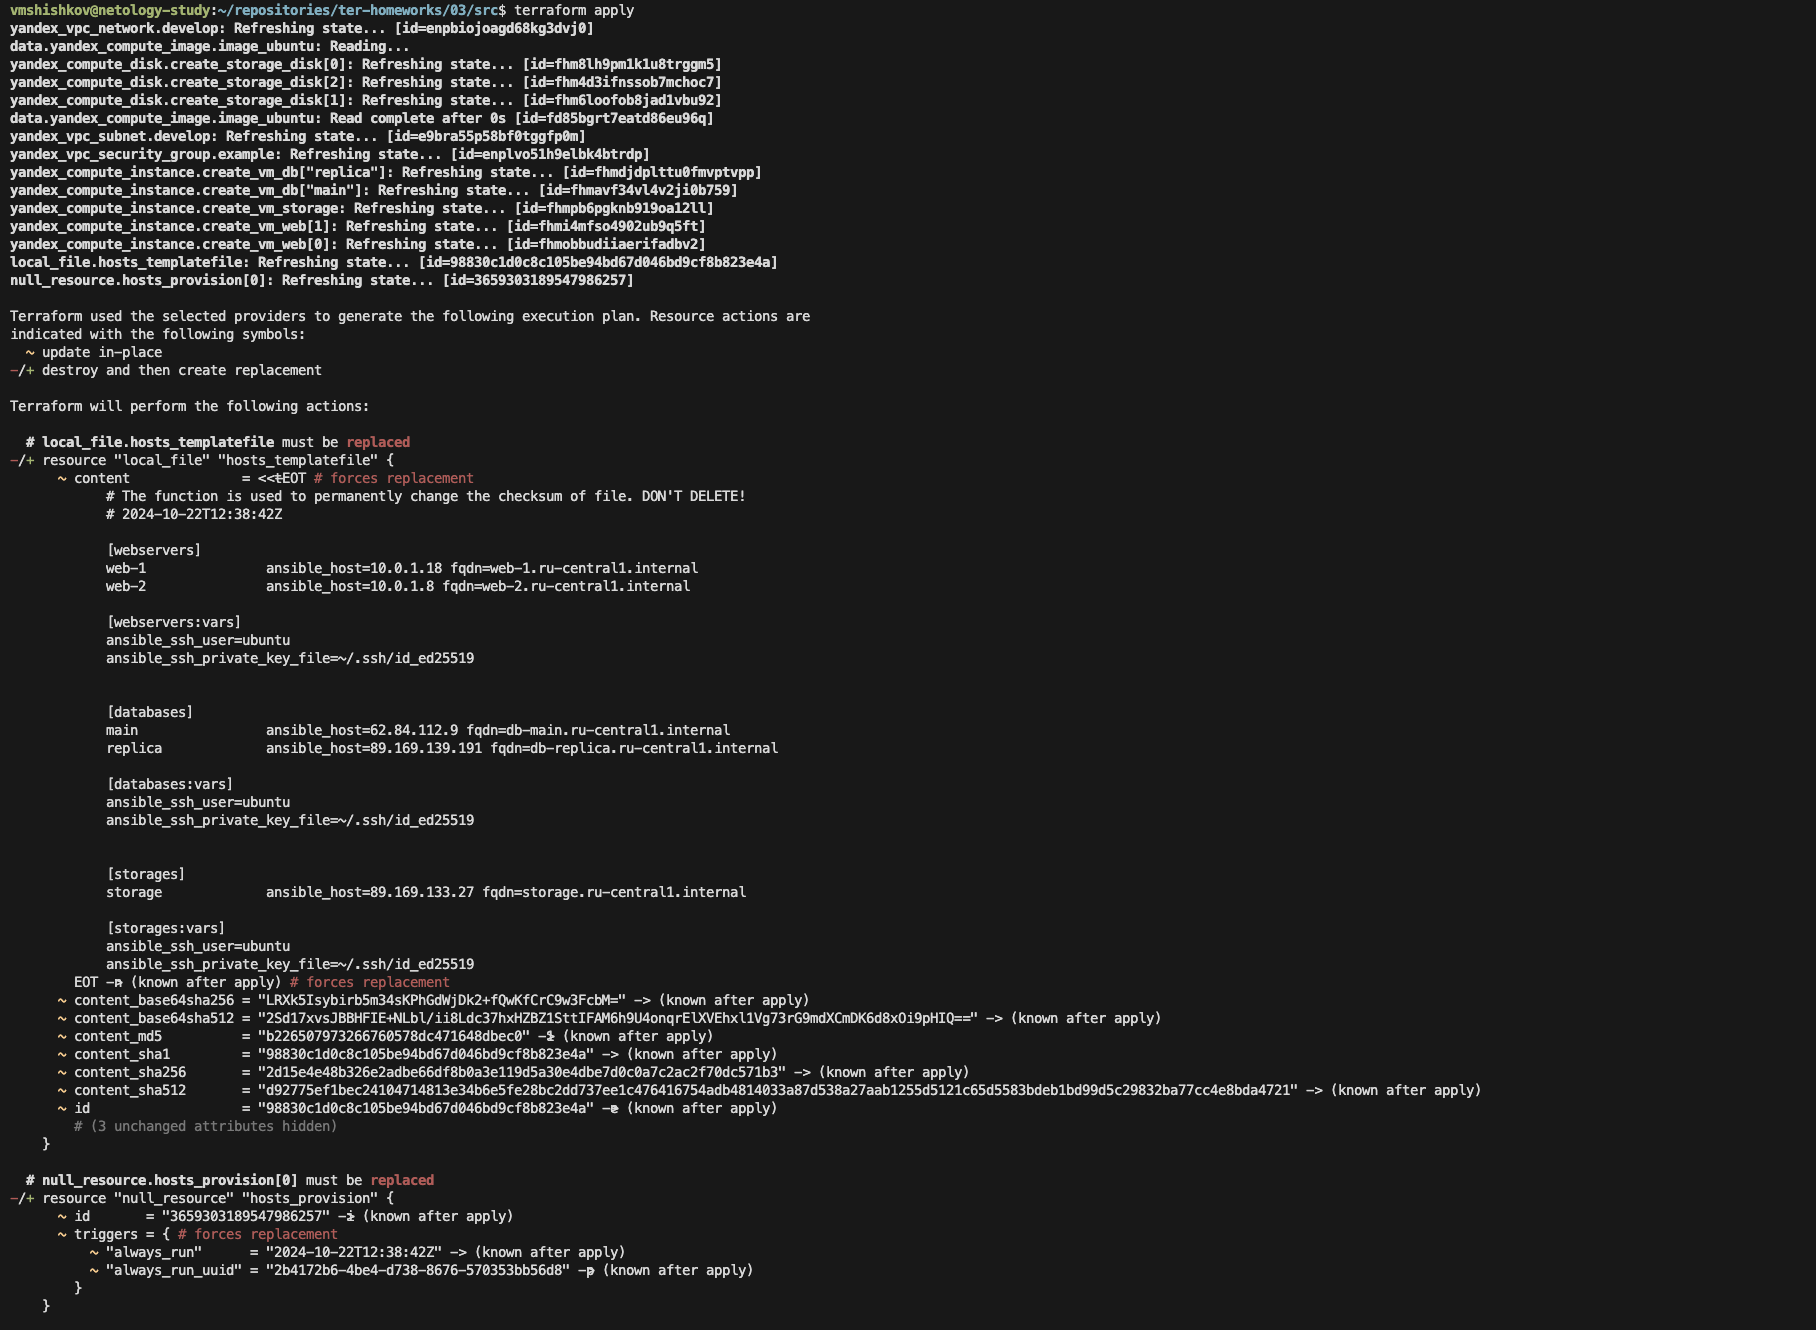 vmshishkov@netology-study:~/repositories/ter-homeworks/03/src$ terraform apply
yandex_vpc_network.develop: Refreshing state... [id=enpbiojoagd68kg3dvj0]
data.yandex_compute_image.image_ubuntu: Reading...
yandex_compute_disk.create_storage_disk[0]: Refreshing state... [id=fhm8lh9pm1k1u8trggm5]
yandex_compute_disk.create_storage_disk[2]: Refreshing state... [id=fhm4d3ifnssob7mchoc7]
yandex_compute_disk.create_storage_disk[1]: Refreshing state... [id=fhm6loofob8jad1vbu92]
data.yandex_compute_image.image_ubuntu: Read complete after 0s [id=fd85bgrt7eatd86eu96q]
yandex_vpc_subnet.develop: Refreshing state... [id=e9bra55p58bf0tggfp0m]
yandex_vpc_security_group.example: Refreshing state... [id=enplvo51h9elbk4btrdp]
yandex_compute_instance.create_vm_db["replica"]: Refreshing state... [id=fhmdjdplttu0fmvptvpp]
yandex_compute_instance.create_vm_db["main"]: Refreshing state... [id=fhmavf34vl4v2ji0b759]
yandex_compute_instance.create_vm_storage: Refreshing state... [id=fhmpb6pgknb919oa12ll]
yandex_compute_instance.create_vm_web[1]: Refreshing state... [id=fhmi4mfso4902ub9q5ft]
yandex_compute_instance.create_vm_web[0]: Refreshing state... [id=fhmobbudiiaerifadbv2]
local_file.hosts_templatefile: Refreshing state... [id=98830c1d0c8c105be94bd67d046bd9cf8b823e4a]
null_resource.hosts_provision[0]: Refreshing state... [id=3659303189547986257]

Terraform used the selected providers to generate the following execution plan. Resource actions are
indicated with the following symbols:
  ~ update in-place
-/+ destroy and then create replacement

Terraform will perform the following actions:

  # local_file.hosts_templatefile must be replaced
-/+ resource "local_file" "hosts_templatefile" {
      ~ content              = <<-EOT # forces replacement
            # The function is used to permanently change the checksum of file. DON'T DELETE!
            # 2024-10-22T12:38:42Z

            [webservers]
            web-1               ansible_host=10.0.1.18 fqdn=web-1.ru-central1.internal
            web-2               ansible_host=10.0.1.8 fqdn=web-2.ru-central1.internal

            [webservers:vars]
            ansible_ssh_user=ubuntu
            ansible_ssh_private_key_file=~/.ssh/id_ed25519


            [databases]
            main                ansible_host=62.84.112.9 fqdn=db-main.ru-central1.internal
            replica             ansible_host=89.169.139.191 fqdn=db-replica.ru-central1.internal

            [databases:vars]
            ansible_ssh_user=ubuntu
            ansible_ssh_private_key_file=~/.ssh/id_ed25519


            [storages]
            storage             ansible_host=89.169.133.27 fqdn=storage.ru-central1.internal

            [storages:vars]
            ansible_ssh_user=ubuntu
            ansible_ssh_private_key_file=~/.ssh/id_ed25519
        EOT -> (known after apply) # forces replacement
      ~ content_base64sha256 = "LRXk5Isybirb5m34sKPhGdWjDk2+fQwKfCrC9w3FcbM=" -> (known after apply)
      ~ content_base64sha512 = "2Sd17xvsJBBHFIE+NLbl/ii8Ldc37hxHZBZ1SttIFAM6h9U4onqrElXVEhxl1Vg73rG9mdXCmDK6d8xOi9pHIQ==" -> (known after apply)
      ~ content_md5          = "b2265079732667​60578dc471648dbec0" -> (known after apply)
      ~ content_sha1         = "98830c1d0c8c105be94bd67d046bd9cf8b823e4a" -> (known after apply)
      ~ content_sha256       = "2d15e4e48b326e2adbe66df8b0a3e119d5a30e4dbe7d0c0a7c2ac2f70dc571b3" -> (known after apply)
      ~ content_sha512       = "d92775ef1bec24104714813e34b6e5fe28bc2dd737ee1c476416754adb4814033a87d538a27aab1255d5121c65d5583bdeb1bd99d5c29832ba77cc4e8bda4721" -> (known after apply)
      ~ id                   = "98830c1d0c8c105be94bd67d046bd9cf8b823e4a" -> (known after apply)
        # (3 unchanged attributes hidden)
    }

  # null_resource.hosts_provision[0] must be replaced
-/+ resource "null_resource" "hosts_provision" {
      ~ id       = "3659303189547986257" -> (known after apply)
      ~ triggers = { # forces replacement
          ~ "always_run"      = "2024-10-22T12:38:42Z" -> (known after apply)
          ~ "always_run_uuid" = "2b4172b6-4be4-d738-8676-570353bb56d8" -> (known after apply)
        }
    }